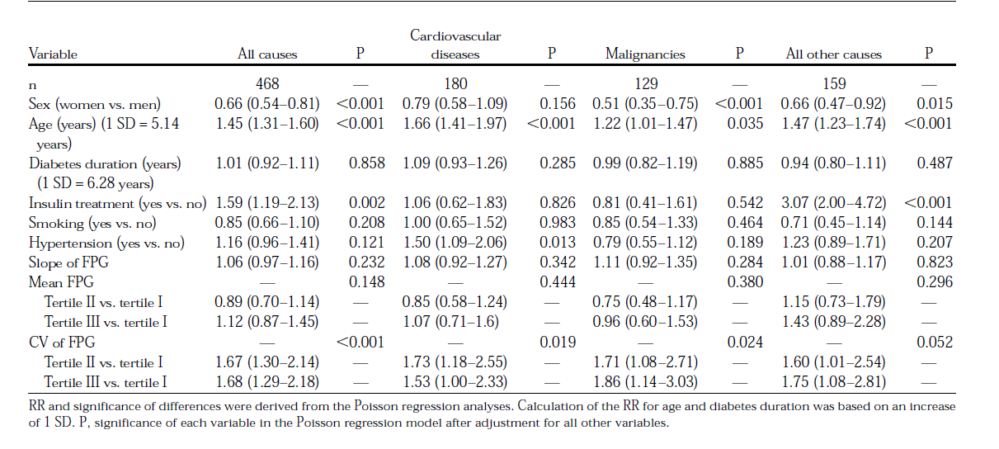 Variable All causes P Cardiovascular diseases P Malignancies P All other causes P
n 468 — 180 — 129 — 159 —
Sex (women vs. men) 0.66 (0.54–0.81) <0.001 0.79 (0.58–1.09) 0.156 0.51 (0.35–0.75) <0.001 0.66 (0.47–0.92) 0.015
Age (years) (1 SD = 5.14 1.45 (1.31–1.60) <0.001 1.66 (1.41–1.97) <0.001 1.22 (1.01–1.47) 0.035 1.47 (1.23–1.74) <0.001
years)
Diabetes duration (years) 1.01 (0.92–1.11) 0.858 1.09 (0.93–1.26) 0.285 0.99 (0.82–1.19) 0.885 0.94 (0.80–1.11) 0.487
(1 SD = 6.28 years)
Insulin treatment (yes vs. no) 1.59 (1.19–2.13) 0.002 1.06 (0.62–1.83) 0.826 0.81 (0.41–1.61) 0.542 3.07 (2.00–4.72) <0.001
Smoking (yes vs. no) 0.85 (0.66–1.10) 0.208 1.00 (0.65–1.52) 0.983 0.85 (0.54–1.33) 0.464 0.71 (0.45–1.14) 0.144
Hypertension (yes vs. no) 1.16 (0.96–1.41) 0.121 1.50 (1.09–2.06) 0.013 0.79 (0.55–1.12) 0.189 1.23 (0.89–1.71) 0.207
Slope of FPG 1.06 (0.97–1.16) 0.232 1.08 (0.92–1.27) 0.342 1.11 (0.92–1.35) 0.284 1.01 (0.88–1.17) 0.823
Mean FPG — 0.148 — 0.444 — 0.380 — 0.296
Tertile II vs. tertile I 0.89 (0.70–1.14) — 0.85 (0.58–1.24) — 0.75 (0.48–1.17) — 1.15 (0.73–1.79) —
Tertile III vs. tertile I 1.12 (0.87–1.45) — 1.07 (0.71–1.6) — 0.96 (0.60–1.53) — 1.43 (0.89–2.28) —
CV of FPG — <0.001 — 0.019 — 0.024 — 0.052
Tertile II vs. tertile I 1.67 (1.30–2.14) — 1.73 (1.18–2.55) — 1.71 (1.08–2.71) — 1.60 (1.01–2.54) —
Tertile III vs. tertile I 1.68 (1.29–2.18) — 1.53 (1.00–2.33) — 1.86 (1.14–3.03) — 1.75 (1.08–2.81) —
RR and significance of differences were derived from the Poisson regression analyses. Calculation of the RR for age and diabetes duration was based on an increase
of 1 SD. P, significance of each variable in the Poisson regression model after adjustment for all other variables.